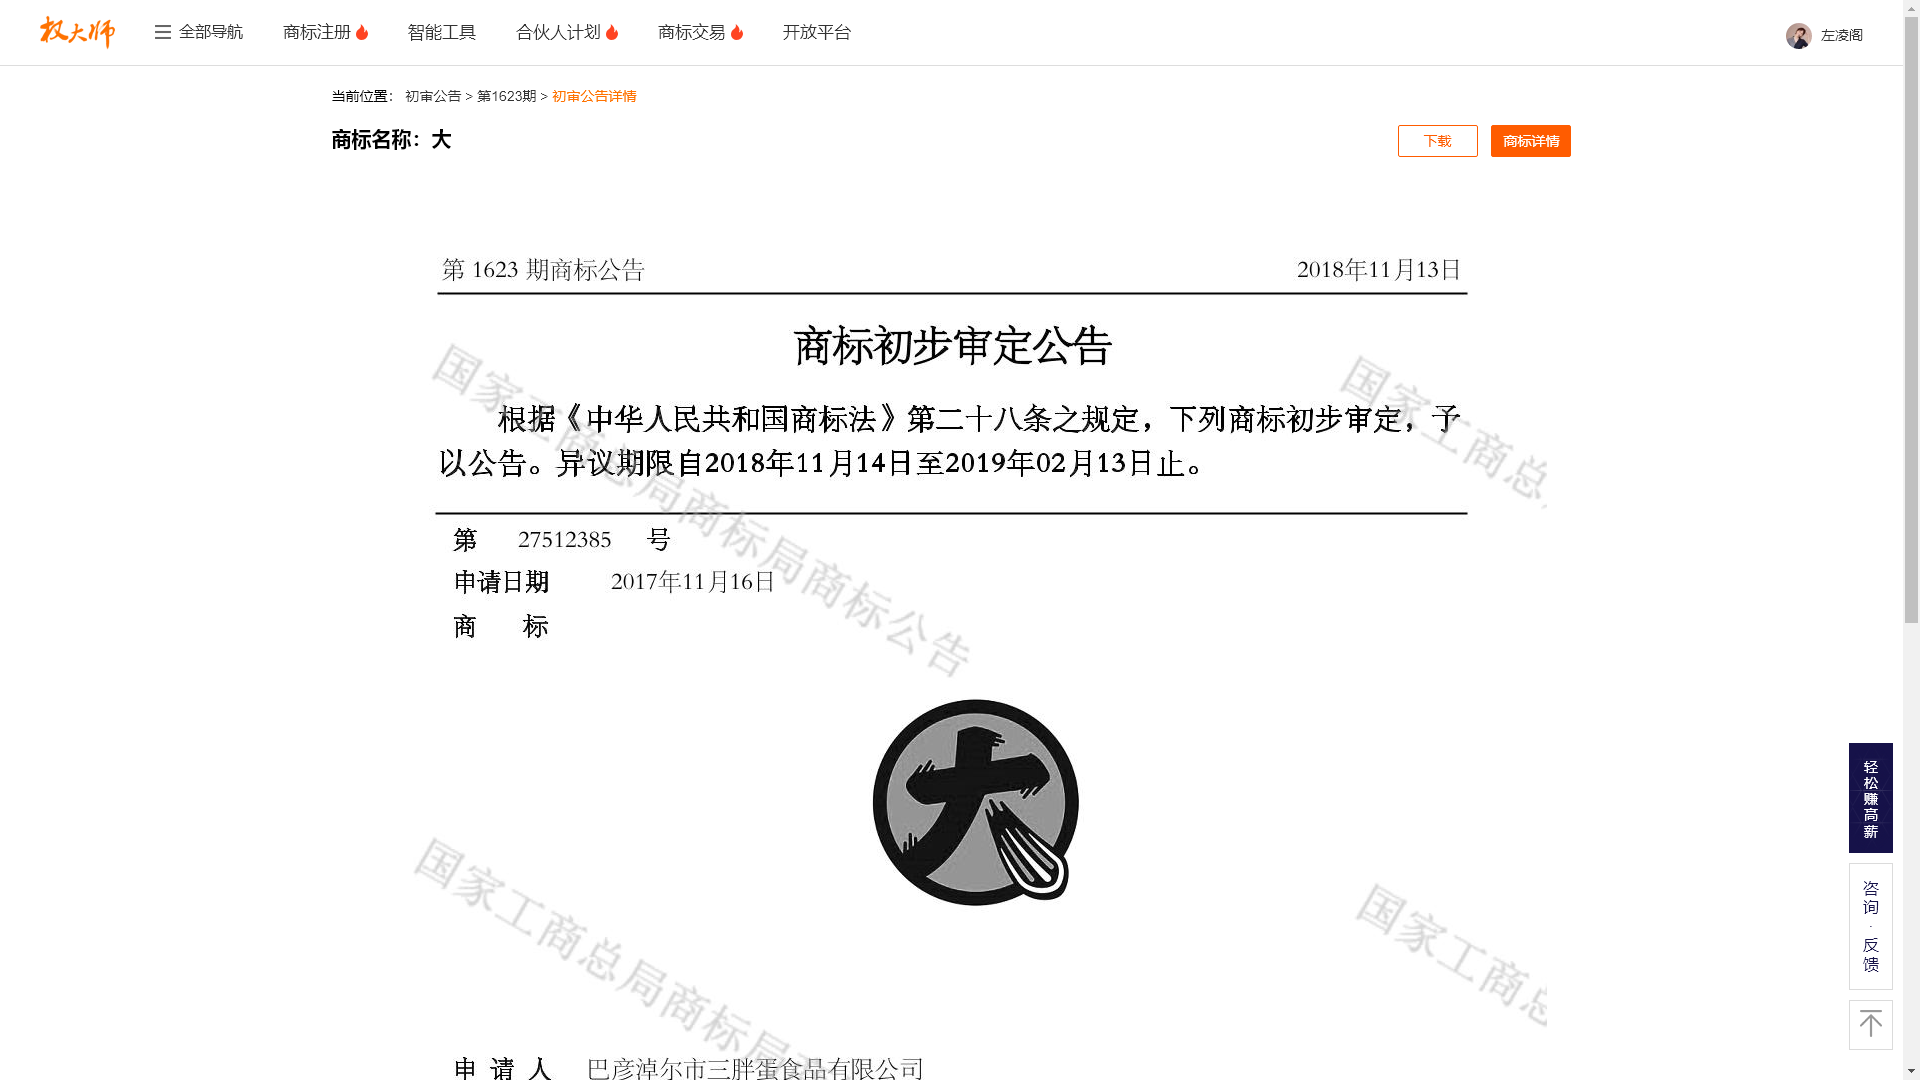 权大师
全部导航
商标注册
智能工具
合伙人计划
商标交易
开放平台
左凌阁
当前位置： 初审公告 > 第1623期 > 初审公告详情
商标名称：大
下载
商标详情
第 1623 期商标公告
2018年11月13日
商标初步审定公告
根据《中华人民共和国商标法》第二十八条之规定，下列商标初步审定，予
以公告。异议期限自2018年11月14日至2019年02月13日止。
第 27512385 号
申请日期 2017年11月16日
商 标
大
申 请 人 巴彦淖尔市三胖蛋食品有限公司
国家工商总局商标局商标公告
国家工商总
国家工商总局商标局
国家工商总
轻松赚高薪
咨询·反馈